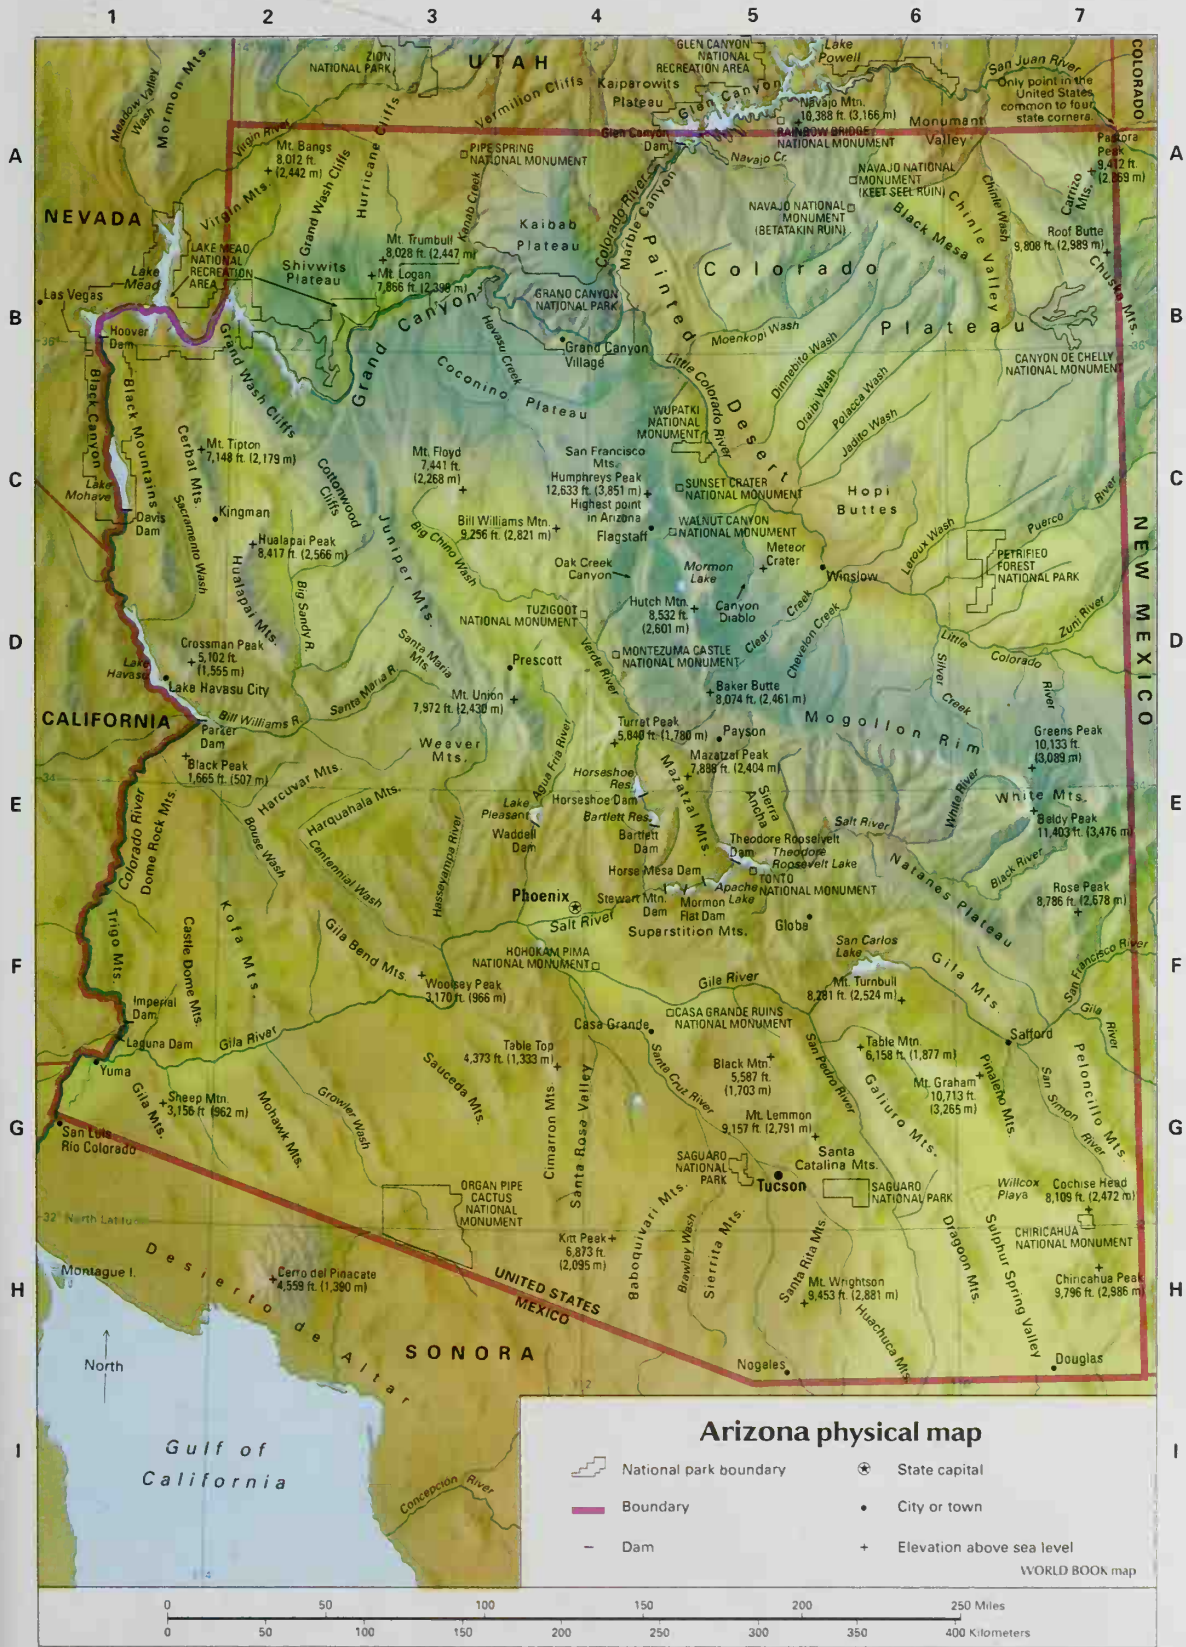 1 2 3 4 5 6 7
A
B
C
D
E
F
G
H
I
A
B
C
D
E
F
G
H
I
UTAH
COLORADO
NEVADA
CALIFORNIA
NEW MEXICO
SONORA
UNITED STATES
MEXICO
Meadow Valley
Wash
Mormon Mts.
ZION
NATIONAL PARK
Vermilion Cliffs
Kaiparowits
Plateau
GLEN CANYON
NATIONAL
RECREATION AREA
Lake
Powell
Glen Canyon
San Juan River
Only point in the
United States
common to four
state corners.
Navajo Mtn.
10,388 ft. (3,166 m)
RAINBOW BRIDGE
NATIONAL MONUMENT
Monumant
Valley
Pastora
Peak
9,412 ft.
(2,869 m)
Glen Canyon
Dam
Virgin River
Mt. Bangs
8,012 ft.
(2,442 m)
Virgin Mts.
Grand Wash Cliffs
Hurricane Cliffs
PIPE SPRING
NATIONAL MONUMENT
Kanab Creek
Colorado River
Marble Canyon
Navajo Cr.
NAVAJO NATIONAL
MONUMENT
(KEET SEEL RUIN)
NAVAJO NATIONAL
MONUMENT
(BETATAKIN RUIN)
Black Mesa
Chinle Valley
Chinle Wash
Carrizo
Mts.
Roof Butte
9,808 ft. (2,989 m)
Chuska Mts.
LAKE MEAD
NATIONAL
RECREATION
AREA
Lake
Mead
Las Vegas
Hoover
Dam
Shivwits
Plateau
Mt. Trumbull
8,028 ft. (2,447 m)
Mt. Logan
7,866 ft. (2,398 m)
Kaibab
Plateau
Grand Canyon
GRAND CANYON
NATIONAL PARK
Grand Canyon
Village
Havasu Creek
Coconino Plateau
Painted Desert
Colorado Plateau
Moenkopi Wash
Dinnebito Wash
Oraibi Wash
Polacca Wash
Jadito Wash
CANYON DE CHELLY
NATIONAL MONUMENT
36°
36°
Black Canyon
Black Mountains
Grand Wash Cliffs
Lake
Mohave
Davis
Dam
Cerbat Mts.
Mt. Tipton
7,148 ft. (2,179 m)
Sacramento Wash
Kingman
Hualapai Peak
8,417 ft. (2,566 m)
Hualapai Mts.
Cottonwood
Cliffs
Juniper Mts.
Mt. Floyd
7,441 ft.
(2,268 m)
Bill Williams Mtn.
9,256 ft. (2,821 m)
Big Chino Wash
San Francisco
Mts.
Humphreys Peak
12,633 ft. (3,851 m)
Highest point
in Arizona
Flagstaff
WUPATKI
NATIONAL
MONUMENT
Little Colorado River
SUNSET CRATER
NATIONAL MONUMENT
WALNUT CANYON
NATIONAL MONUMENT
Meteor
Crater
Hopi
Buttes
Leroux Wash
Puerco River
PETRIFIED
FOREST
NATIONAL PARK
Winslow
Oak Creek
Canyon
Mormon
Lake
Canyon
Diablo
Hutch Mtn.
8,532 ft.
(2,601 m)
TUZIGOOT
NATIONAL MONUMENT
MONTEZUMA CASTLE
NATIONAL MONUMENT
Clear Creek
Chevelon Creek
Zuni River
Little Colorado River
Silver Creek
Big Sandy R.
Crossman Peak
5,102 ft.
(1,555 m)
Lake
Havasu
Lake Havasu City
Santa Maria
Mts.
Santa Maria R.
Bill Williams R.
Parker
Dam
Black Peak
1,665 ft. (507 m)
Prescott
Mt. Union
7,972 ft. (2,430 m)
Verde River
Baker Butte
8,074 ft. (2,461 m)
Mogollon Rim
Payson
Turret Peak
5,840 ft. (1,780 m)
Mazatzal Peak
7,888 ft. (2,404 m)
Mazatzal Mts.
Weaver
Mts.
Agua Fria River
Greens Peak
10,133 ft.
(3,089 m)
White Mts.
Baldy Peak
11,403 ft. (3,476 m)
White River
Black River
34°
34°
Colorado River
Dome Rock Mts.
Harcuvar Mts.
Harquahala Mts.
Bouse Wash
Centennial Wash
Hassayampa River
Lake
Pleasant
Waddell
Dam
Horseshoe
Res.
Horseshoe Dam
Bartlett Res.
Bartlett
Dam
Sierra
Ancha
Salt River
Theodore Roosevelt
Dam
Theodore
Roosevelt Lake
Horse Mesa Dam
TONTO
NATIONAL MONUMENT
Apache
Lake
Mormon
Flat Dam
Stewart Mtn.
Dam
Superstition Mts.
Phoenix
Salt River
Globe
Natanes Plateau
Rose Peak
8,786 ft. (2,678 m)
Trigo Mts.
Castle Dome Mts.
Kofa Mts.
Gila Bend Mts.
Woolsey Peak
3,170 ft. (966 m)
HOHOKAM PIMA
NATIONAL MONUMENT
Gila River
San Carlos
Lake
Mt. Turnbull
8,281 ft. (2,524 m)
Gila Mts.
San Francisco River
Gila River
Imperial
Dam
Laguna Dam
Gila River
Yuma
CASA GRANDE RUINS
NATIONAL MONUMENT
Casa Grande
Table Top
4,373 ft. (1,333 m)
Santa Cruz River
Black Mtn.
5,587 ft.
(1,703 m)
San Pedro River
Table Mtn.
6,158 ft. (1,877 m)
Galiuro Mts.
Mt. Graham
10,713 ft.
(3,265 m)
Pinaleno Mts.
Safford
San Simon River
Peloncillo Mts.
Gila Mts.
Sheep Mtn.
3,156 ft (962 m)
Mohawk Mts.
Growler Wash
Sauceda Mts.
Cimarron Mts.
Santa Rosa Valley
Mt. Lemmon
9,157 ft. (2,791 m)
Santa
Catalina Mts.
SAGUARO
NATIONAL
PARK
Tucson
SAGUARO
NATIONAL PARK
Willcox
Playa
Cochise Head
8,109 ft. (2,472 m)
CHIRICAHUA
NATIONAL MONUMENT
Chiricahua Peak
9,796 ft. (2,986 m)
San Luis
Rio Colorado
ORGAN PIPE
CACTUS
NATIONAL
MONUMENT
Kitt Peak
6,873 ft.
(2,095 m)
Baboquivari Mts.
Brawley Wash
Sierrita Mts.
Santa Rita Mts.
Mt. Wrightson
9,453 ft. (2,881 m)
Huachuca Mts.
Dragoon Mts.
Sulphur Spring Valley
Nogales
Douglas
32° North Latitude
Desierto de Altar
Montague I.
Cerro del Pinacate
4,559 ft. (1,390 m)
North
Gulf of
California
Concepcion River
Arizona physical map
National park boundary
State capital
Boundary
City or town
Dam
Elevation above sea level
WORLD BOOK map
0 50 100 150 200 250 Miles
0 50 100 150 200 250 300 350 400 Kilometers